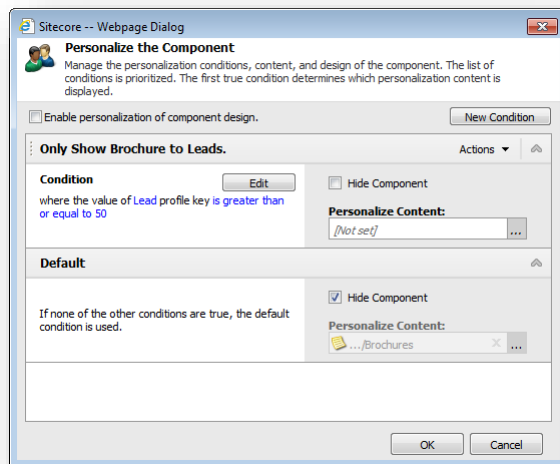 Sitecore -- Webpage Dialog
Personalize the Component
Manage the personalization conditions, content, and design of the component. The list of
conditions is prioritized. The first true condition determines which personalization content is
displayed.
Enable personalization of component design.
New Condition
Only Show Brochure to Leads.
Actions
Condition
Edit
where the value of Lead profile key is greater than
or equal to 50
Hide Component
Personalize Content:
[Not set]
...
Default
If none of the other conditions are true, the default
condition is used.
Hide Component
Personalize Content:
.../Brochures
...
OK
Cancel